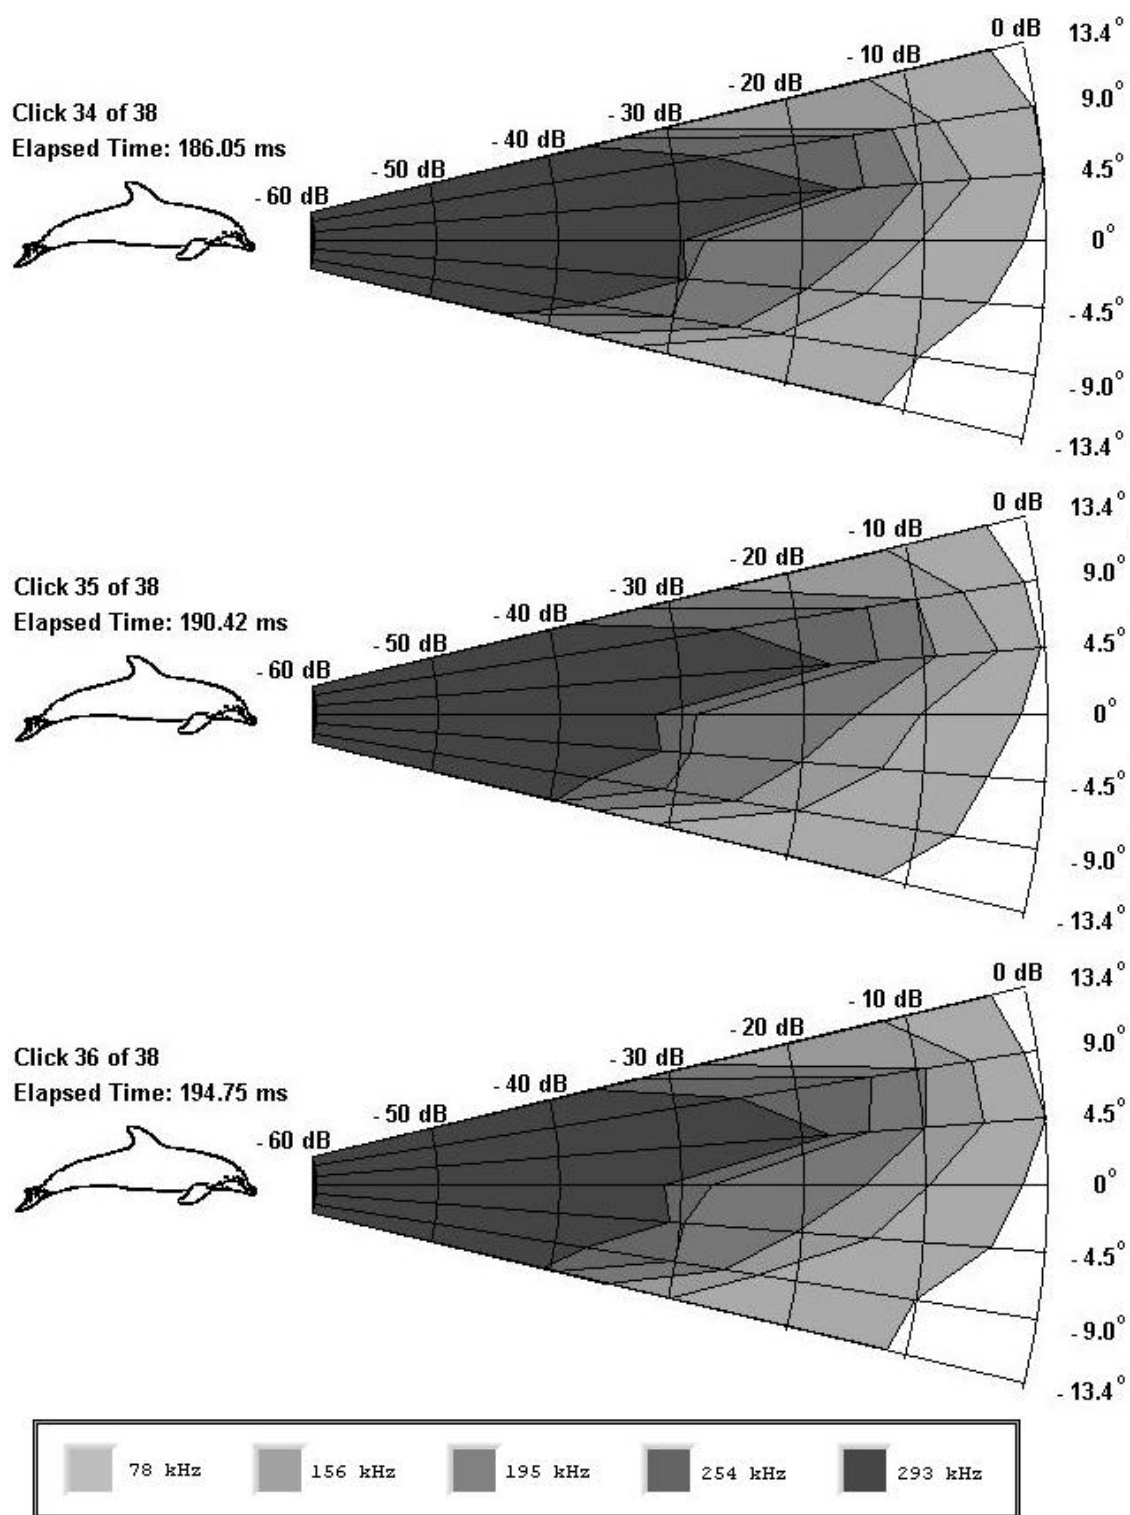 0 dB
13.4°
- 10 dB
- 20 dB
9.0°
Click 34 of 38
- 30 dB
- 40 dB
Elapsed Time: 186.05 ms
- 50 dB
4.5°
- 60 dB
0°
- 4.5°
- 9.0°
- 13.4°
0 dB
13.4°
- 10 dB
- 20 dB
9.0°
Click 35 of 38
- 30 dB
- 40 dB
Elapsed Time: 190.42 ms
- 50 dB
4.5°
- 60 dB
0°
- 4.5°
- 9.0°
- 13.4°
0 dB
13.4°
- 10 dB
- 20 dB
9.0°
Click 36 of 38
- 30 dB
- 40 dB
Elapsed Time: 194.75 ms
- 50 dB
4.5°
- 60 dB
0°
- 4.5°
- 9.0°
- 13.4°
78 kHz 156 kHz 195 kHz 254 kHz 293 kHz